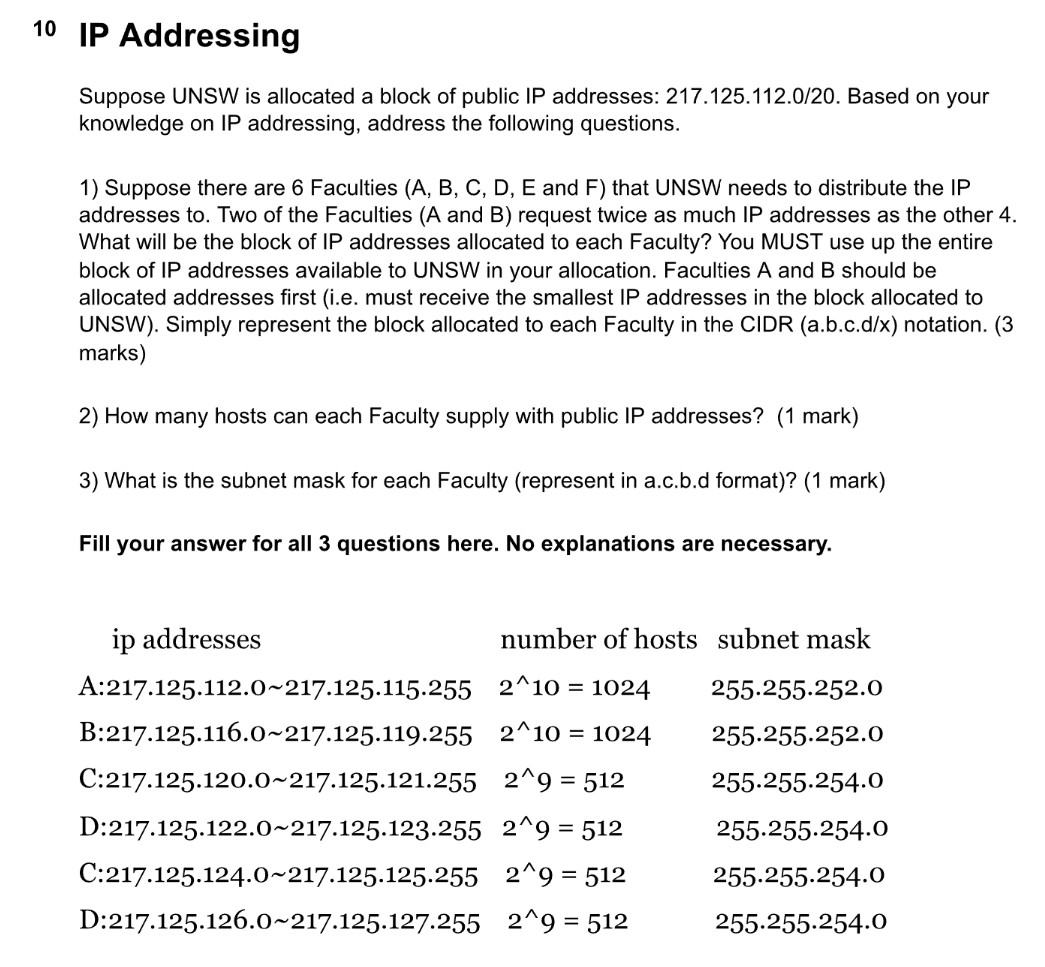 10 IP Addressing
Suppose UNSW is allocated a block of public IP addresses: 217.125.112.0/20. Based on your
knowledge on IP addressing, address the following questions.
1) Suppose there are 6 Faculties (A, B, C, D, E and F) that UNSW needs to distribute the IP
addresses to. Two of the Faculties (A and B) request twice as much IP addresses as the other 4.
What will be the block of IP addresses allocated to each Faculty? You MUST use up the entire
block of IP addresses available to UNSW in your allocation. Faculties A and B should be
allocated addresses first (i.e. must receive the smallest IP addresses in the block allocated to
UNSW). Simply represent the block allocated to each Faculty in the CIDR (a.b.c.d/x) notation. (3
marks)
2) How many hosts can each Faculty supply with public IP addresses? (1 mark)
3) What is the subnet mask for each Faculty (represent in a.c.b.d format)? (1 mark)
Fill your answer for all 3 questions here. No explanations are necessary.
ip addresses number of hosts subnet mask
A:217.125.112.0~217.125.115.255 2^10 = 1024 255.255.252.0
B:217.125.116.0~217.125.119.255 2^10 = 1024 255.255.252.0
C:217.125.120.0~217.125.121.255 2^9 = 512 255.255.254.0
D:217.125.122.0~217.125.123.255 2^9 = 512 255.255.254.0
C:217.125.124.0~217.125.125.255 2^9 = 512 255.255.254.0
D:217.125.126.0~217.125.127.255 2^9 = 512 255.255.254.0